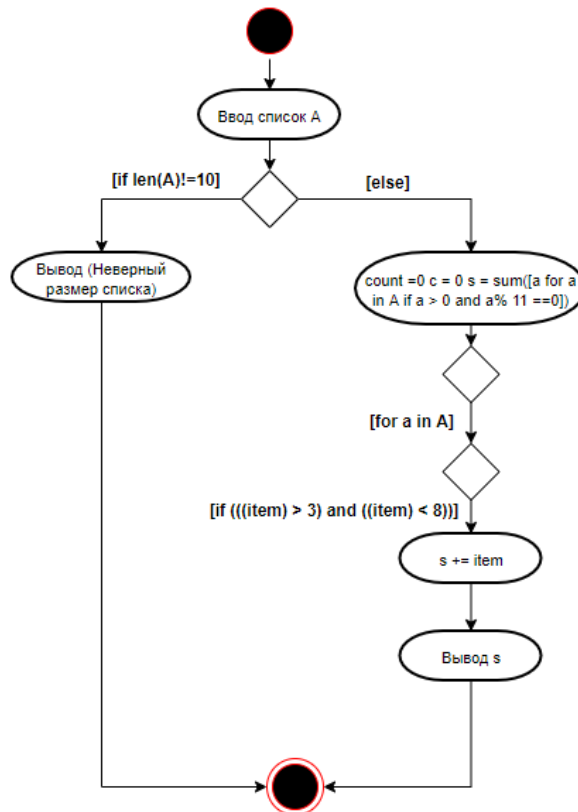 Ввод список A
[if len(A)!=10]
[else]
Вывод (Неверный
размер списка)
count =0 c = 0 s = sum([a for a
in A if a > 0 and a% 11 ==0])
[for a in A]
[if (((item) > 3) and ((item) < 8))]
s += item
Вывод s